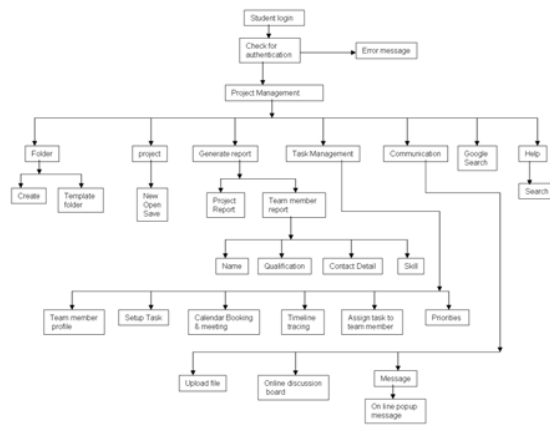 Student login
Check for
authentication
Error message
Project Management
Folder
project
Generate report
Task Management
Communication
Google
Search
Help
Create
Template
folder
New
Open
Save
Project
Report
Team member
report
Search
Name
Qualification
Contact Detail
Skill
Team member
profile
Setup Task
Calendar Booking
& meeting
Timeline
tracing
Assign task to
team member
Priorities
Upload file
Online discussion
board
Message
On line popup
message